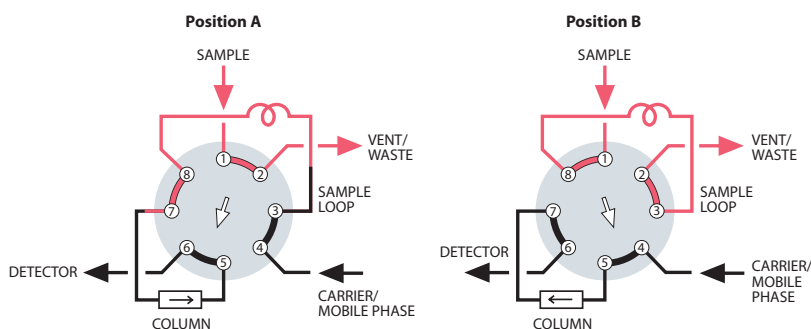 Position A
SAMPLE
VENT/
WASTE
1
2
8
7
3
SAMPLE
LOOP
6
5
4
DETECTOR
CARRIER/
MOBILE PHASE
COLUMN
Position B
SAMPLE
VENT/
WASTE
1
2
8
7
3
SAMPLE
LOOP
6
5
4
DETECTOR
CARRIER/
MOBILE
PHASE
COLUMN